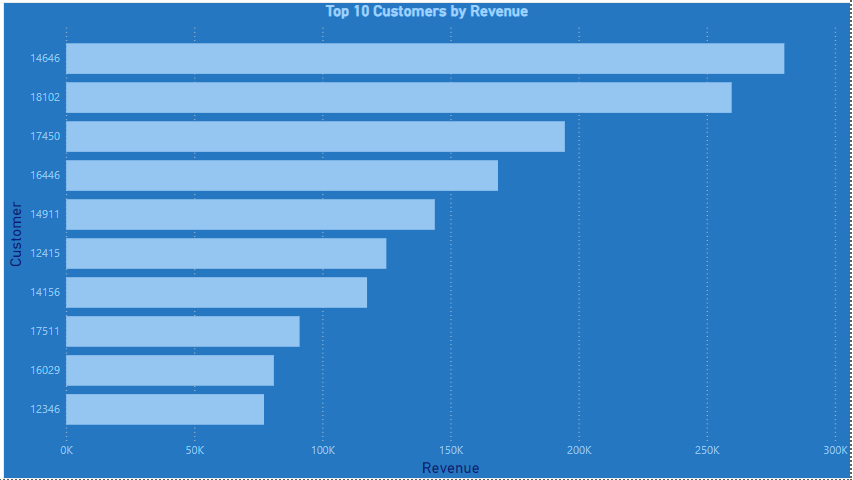 Top 10 Customers by Revenue
14646
18102
17450
16446
14911
12415
14156
17511
16029
12346
Customer
0K 50K 100K 150K 200K 250K 300K
Revenue